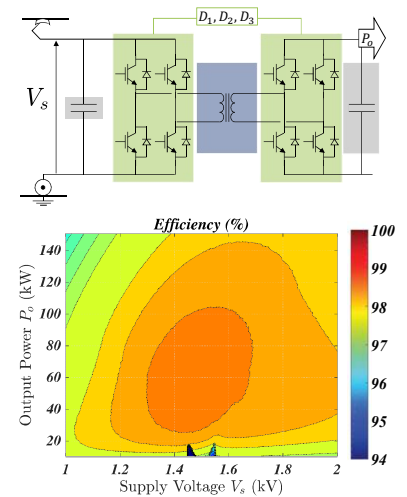 D₁, D₂, D₃
Pₒ
Vₛ
Efficiency (%)
140
120
100
80
60
40
20
Output Power Pₒ (kW)
1 1.2 1.4 1.6 1.8 2
Supply Voltage Vₛ (kV)
100
99
98
97
96
95
94